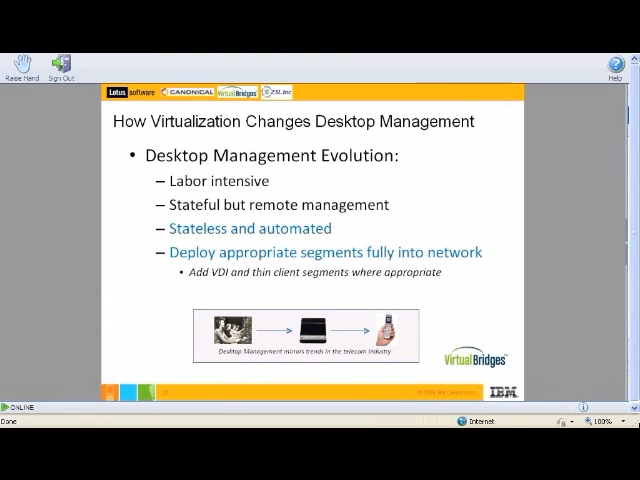 Raise Hand
Sign Out
Help
Lotus software
CANONICAL
VirtualBridges
ZSL Inc
How Virtualization Changes Desktop Management
• Desktop Management Evolution:
– Labor intensive
– Stateful but remote management
– Stateless and automated
– Deploy appropriate segments fully into network
• Add VDI and thin client segments where appropriate
Desktop Management mirrors trends in the telecom industry
VirtualBridges
IBM
ONLINE
Done
Internet
100%